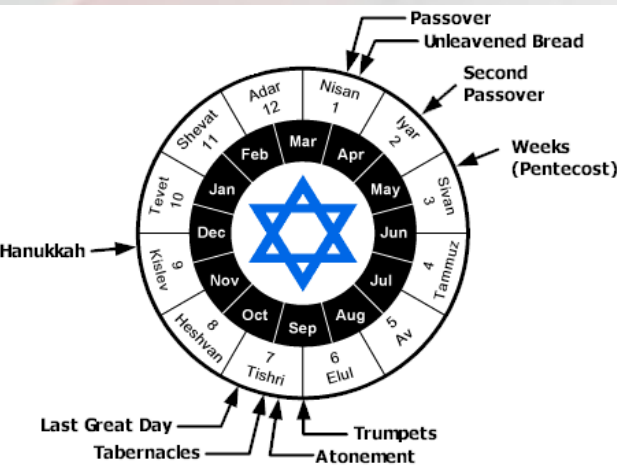 Passover
Unleavened Bread
Second
Passover
Weeks
(Pentecost)
Hanukkah
Last Great Day
Tabernacles
Trumpets
Atonement
Nisan
1
Iyar
2
Sivan
3
Tammuz
4
Av
5
Elul
6
Tishri
7
Heshvan
8
Kislev
9
Tevet
10
Shevat
11
Adar
12
Mar
Apr
May
Jun
Jul
Aug
Sep
Oct
Nov
Dec
Jan
Feb